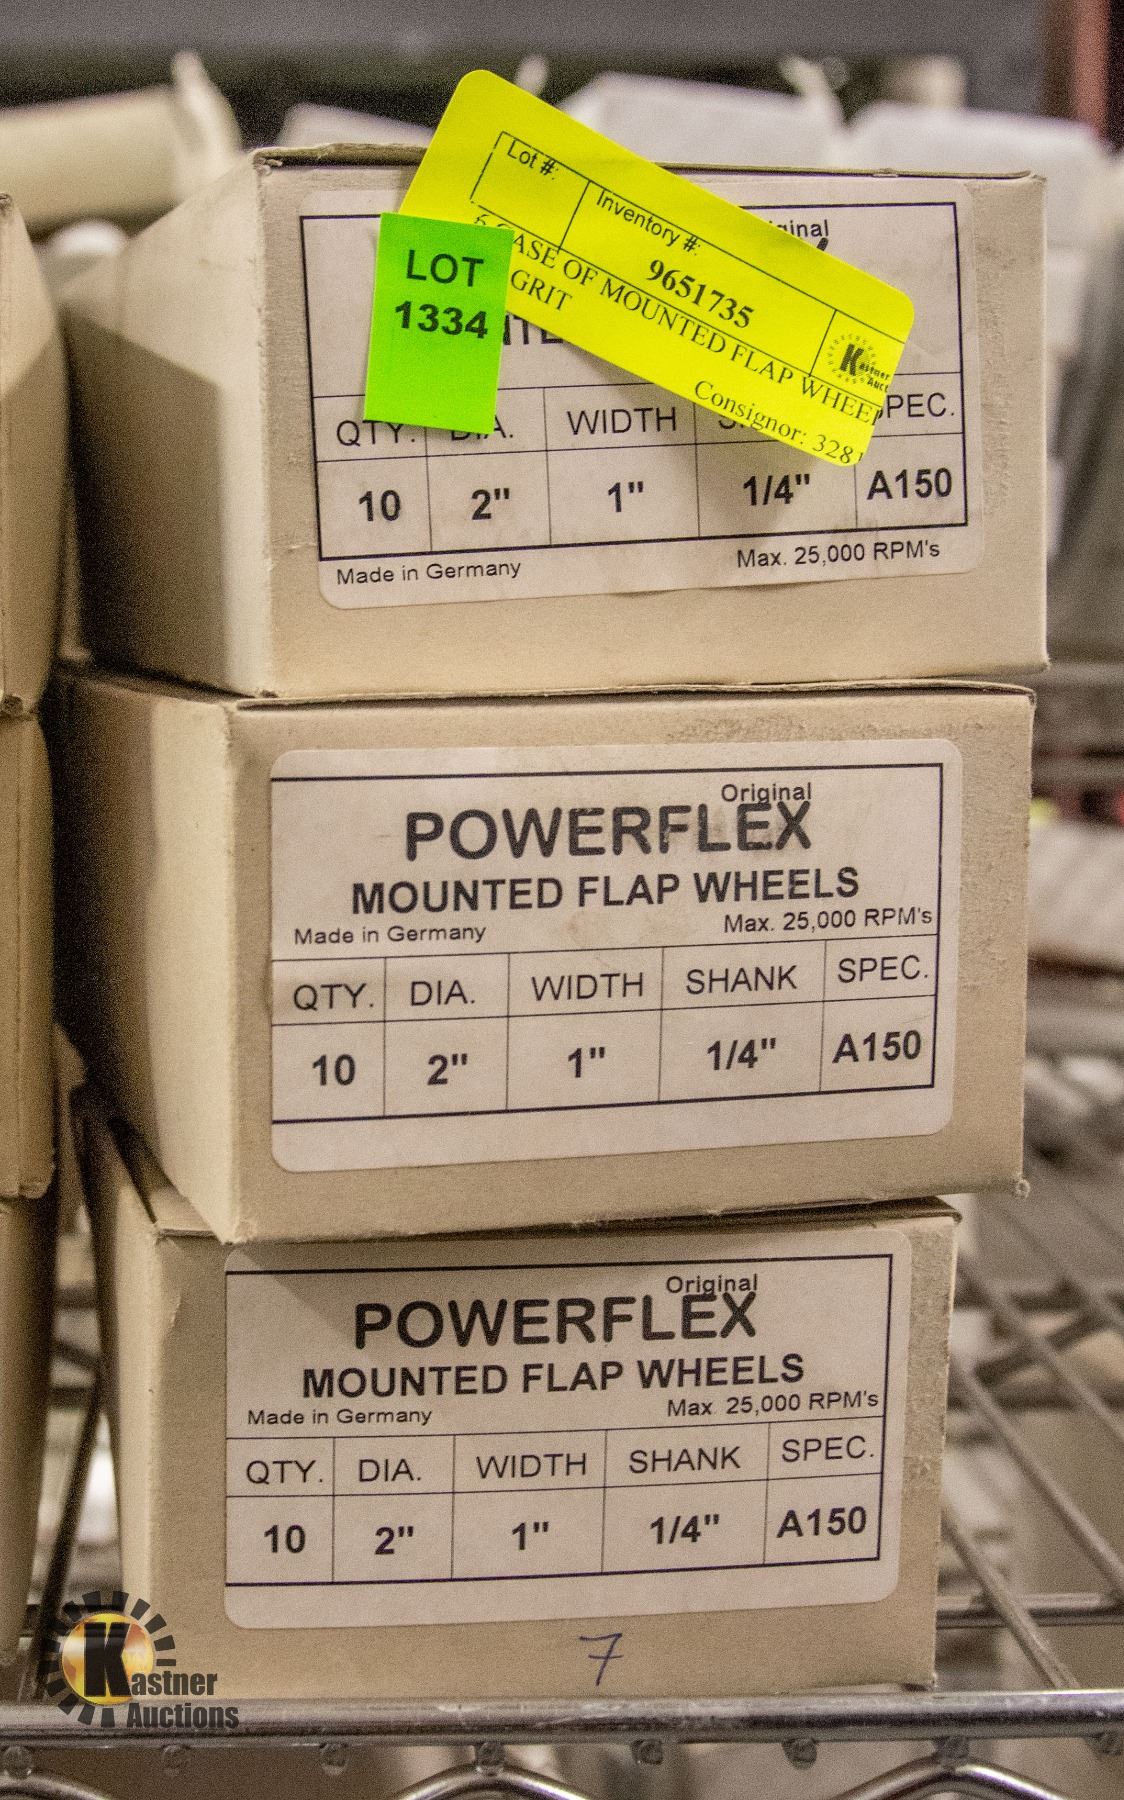 Lot #:
Inventory #:
9651735
6 CASE OF MOUNTED FLAP WHEEL
GRIT
Consignor: 328
Kastner
Auct
LOT
1334
QTY. DIA. WIDTH SPEC.
10 2" 1" 1/4" A150
Made in Germany Max. 25,000 RPM's
Original
POWERFLEX
MOUNTED FLAP WHEELS
Made in Germany Max. 25,000 RPM's
QTY. DIA. WIDTH SHANK SPEC.
10 2" 1" 1/4" A150
Original
POWERFLEX
MOUNTED FLAP WHEELS
Made in Germany Max. 25,000 RPM's
QTY. DIA. WIDTH SHANK SPEC.
10 2" 1" 1/4" A150
7
Kastner
Auctions